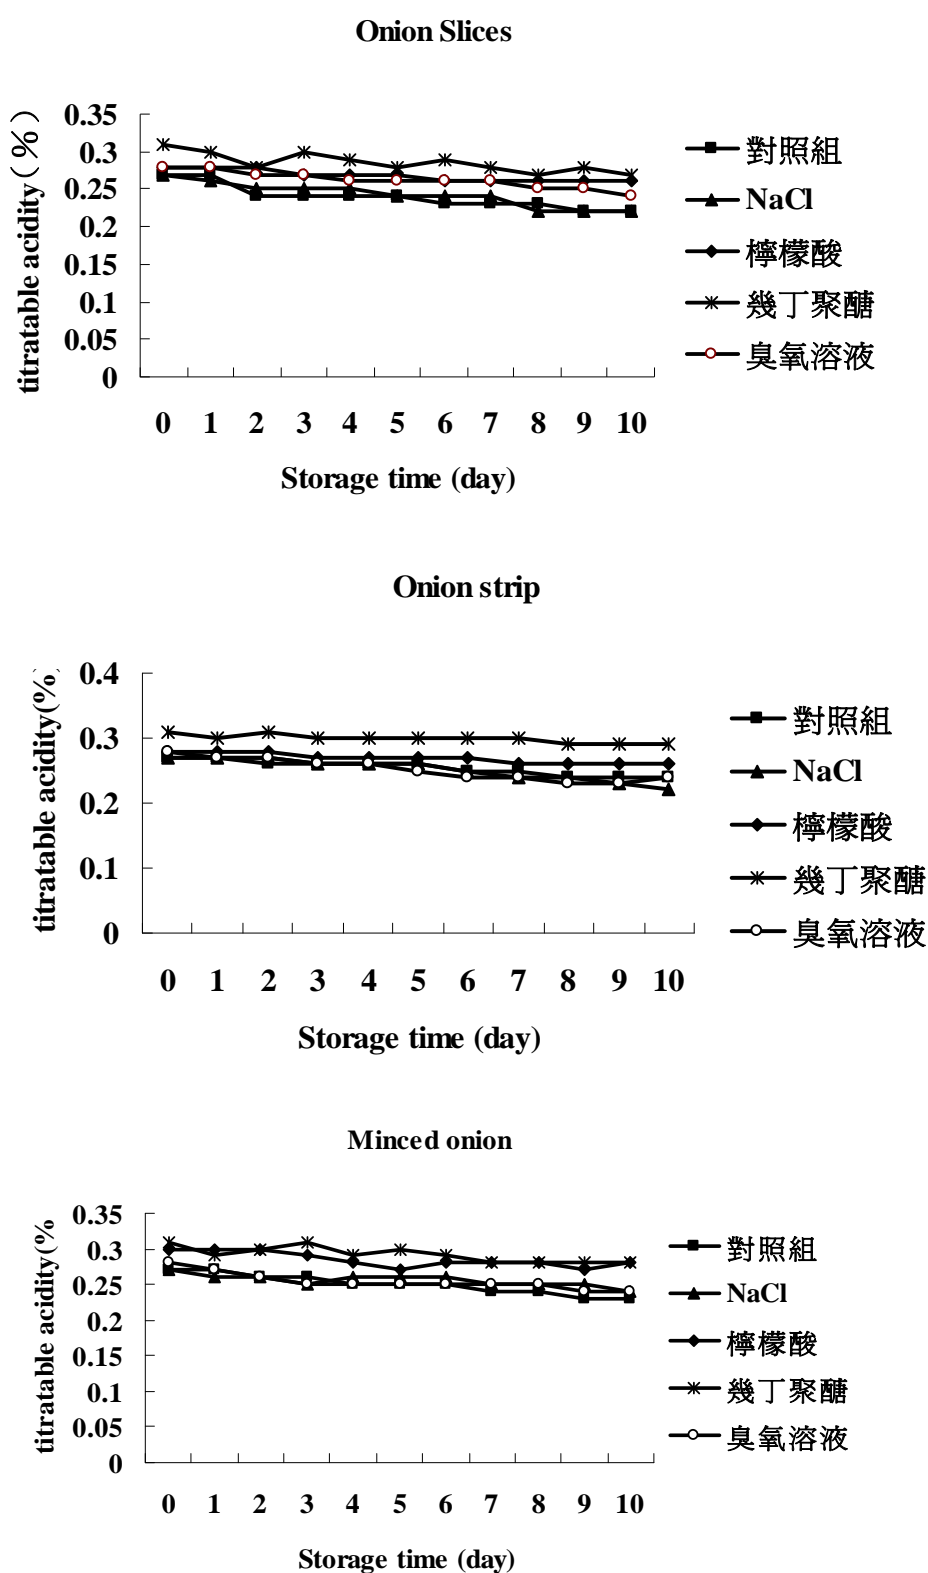 Onion Slices
titratable acidity(%)
0.35
0.3
0.25
0.2
0.15
0.1
0.05
0
0 1 2 3 4 5 6 7 8 9 10
Storage time (day)
對照組
NaCl
檸檬酸
幾丁聚醣
臭氧溶液
Onion strip
titratable acidity(%)
0.4
0.3
0.2
0.1
0
0 1 2 3 4 5 6 7 8 9 10
Storage time (day)
對照組
NaCl
檸檬酸
幾丁聚醣
臭氧溶液
Minced onion
titratable acidity(%
0.35
0.3
0.25
0.2
0.15
0.1
0.05
0
0 1 2 3 4 5 6 7 8 9 10
Storage time (day)
對照組
NaCl
檸檬酸
幾丁聚醣
臭氧溶液